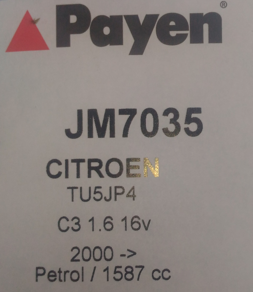 Payen®
JM7035
CITROEN
TU5JP4
C3 1.6 16v
2000 ->
Petrol / 1587 cc